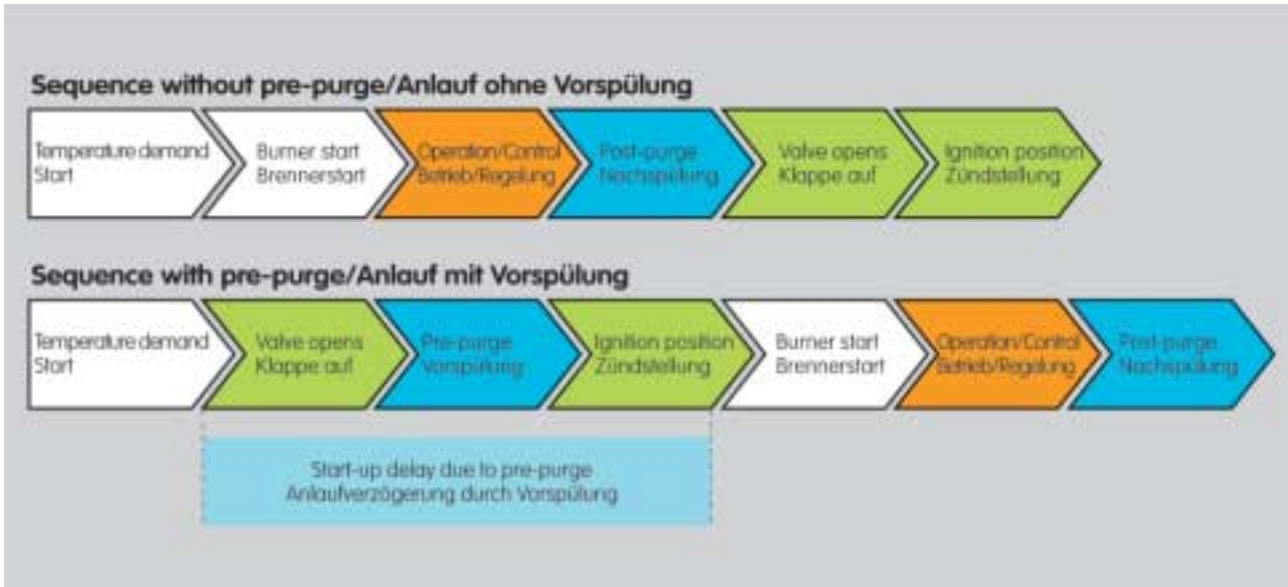 Sequence without pre-purge/Anlauf ohne Vorspülung
Temperature demand
Start
Burner start
Brennerstart
Operation/Control
Betrieb/Regelung
Post-purge
Nachspülung
Valve opens
Klappe auf
Ignition position
Zündstellung
Sequence with pre-purge/Anlauf mit Vorspülung
Temperature demand
Start
Valve opens
Klappe auf
Pre-purge
Vorspülung
Ignition position
Zündstellung
Burner start
Brennerstart
Operation/Control
Betrieb/Regelung
Post-purge
Nachspülung
Start-up delay due to pre-purge
Anlaufverzögerung durch Vorspülung